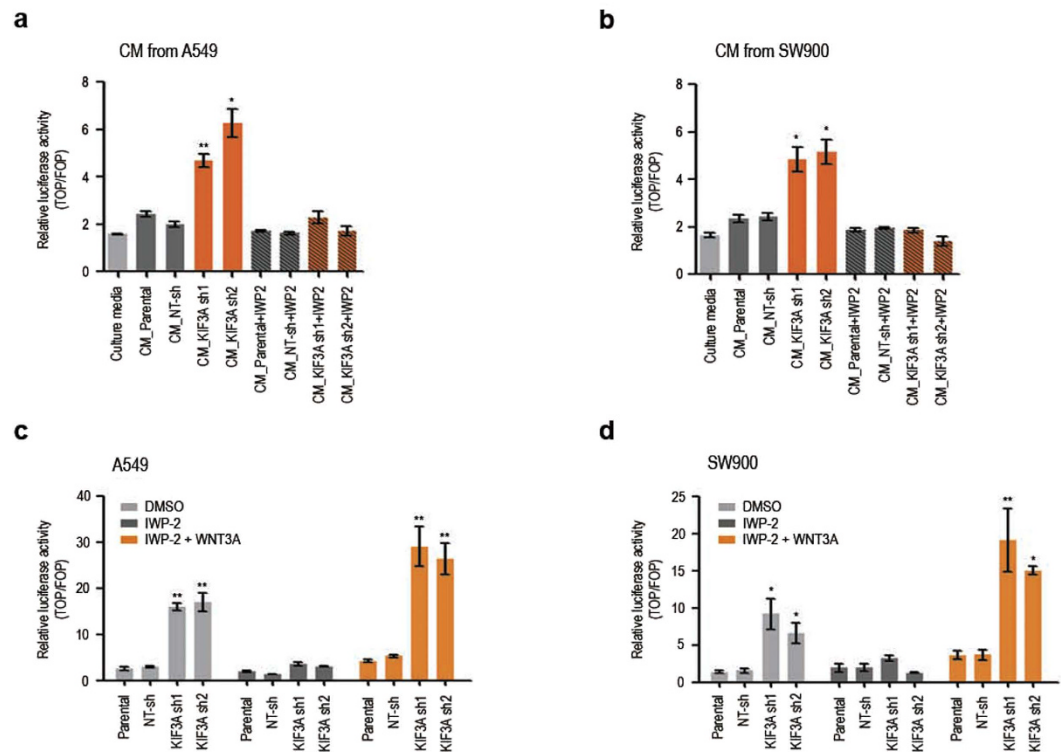 a
CM from A549
Relative luciferase activity
(TOP/FOP)
8
6
4
2
0
**
*
Culture media
CM_Parental
CM_NT-sh
CM_KIF3A sh1
CM_KIF3A sh2
CM_Parental+IWP2
CM_NT-sh+IWP2
CM_KIF3A sh1+IWP2
CM_KIF3A sh2+IWP2
b
CM from SW900
Relative luciferase activity
(TOP/FOP)
8
6
4
2
0
*
*
Culture media
CM_Parental
CM_NT-sh
CM_KIF3A sh1
CM_KIF3A sh2
CM_Parental+IWP2
CM_NT-sh+IWP2
CM_KIF3A sh1+IWP2
CM_KIF3A sh2+IWP2
c
A549
Relative luciferase activity
(TOP/FOP)
40
30
20
10
0
DMSO
IWP-2
IWP-2 + WNT3A
**
**
**
**
Parental
NT-sh
KIF3A sh1
KIF3A sh2
Parental
NT-sh
KIF3A sh1
KIF3A sh2
Parental
NT-sh
KIF3A sh1
KIF3A sh2
d
SW900
Relative luciferase activity
(TOP/FOP)
25
20
15
10
5
0
DMSO
IWP-2
IWP-2 + WNT3A
*
*
**
*
Parental
NT-sh
KIF3A sh1
KIF3A sh2
Parental
NT-sh
KIF3A sh1
KIF3A sh2
Parental
NT-sh
KIF3A sh1
KIF3A sh2